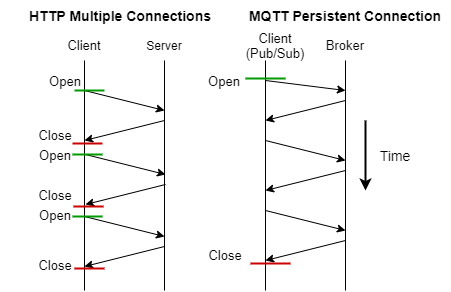 HTTP Multiple Connections
Client
Server
Open
Close
Open
Close
Open
Close
MQTT Persistent Connection
Client
(Pub/Sub)
Broker
Open
Time
Close